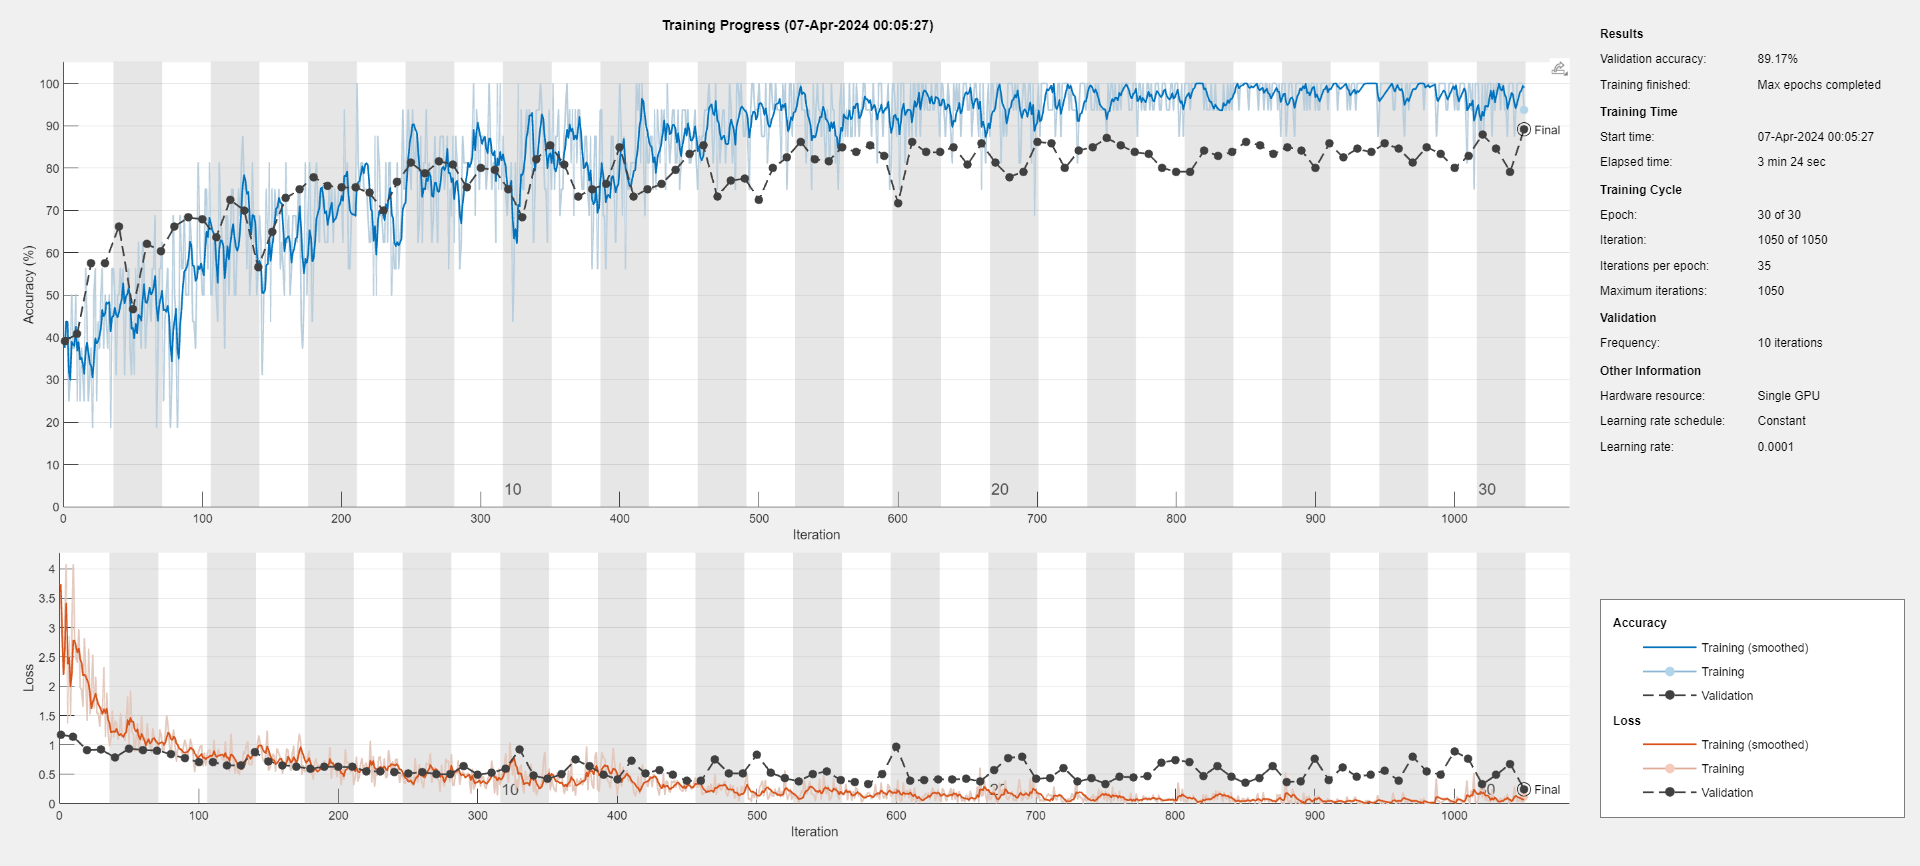 Training Progress (07-Apr-2024 00:05:27)
Accuracy (%)
100
90
80
70
60
50
40
30
20
10
0
10
20
30
Final
0 100 200 300 400 500 600 700 800 900 1000
Iteration
Loss
4
3.5
3
2.5
2
1.5
1
0.5
0
10
Final
0 100 200 300 400 500 600 700 800 900 1000
Iteration
Results
Validation accuracy: 89.17%
Training finished: Max epochs completed
Training Time
Start time: 07-Apr-2024 00:05:27
Elapsed time: 3 min 24 sec
Training Cycle
Epoch: 30 of 30
Iteration: 1050 of 1050
Iterations per epoch: 35
Maximum iterations: 1050
Validation
Frequency: 10 iterations
Other Information
Hardware resource: Single GPU
Learning rate schedule: Constant
Learning rate: 0.0001
Accuracy
Training (smoothed)
Training
Validation
Loss
Training (smoothed)
Training
Validation